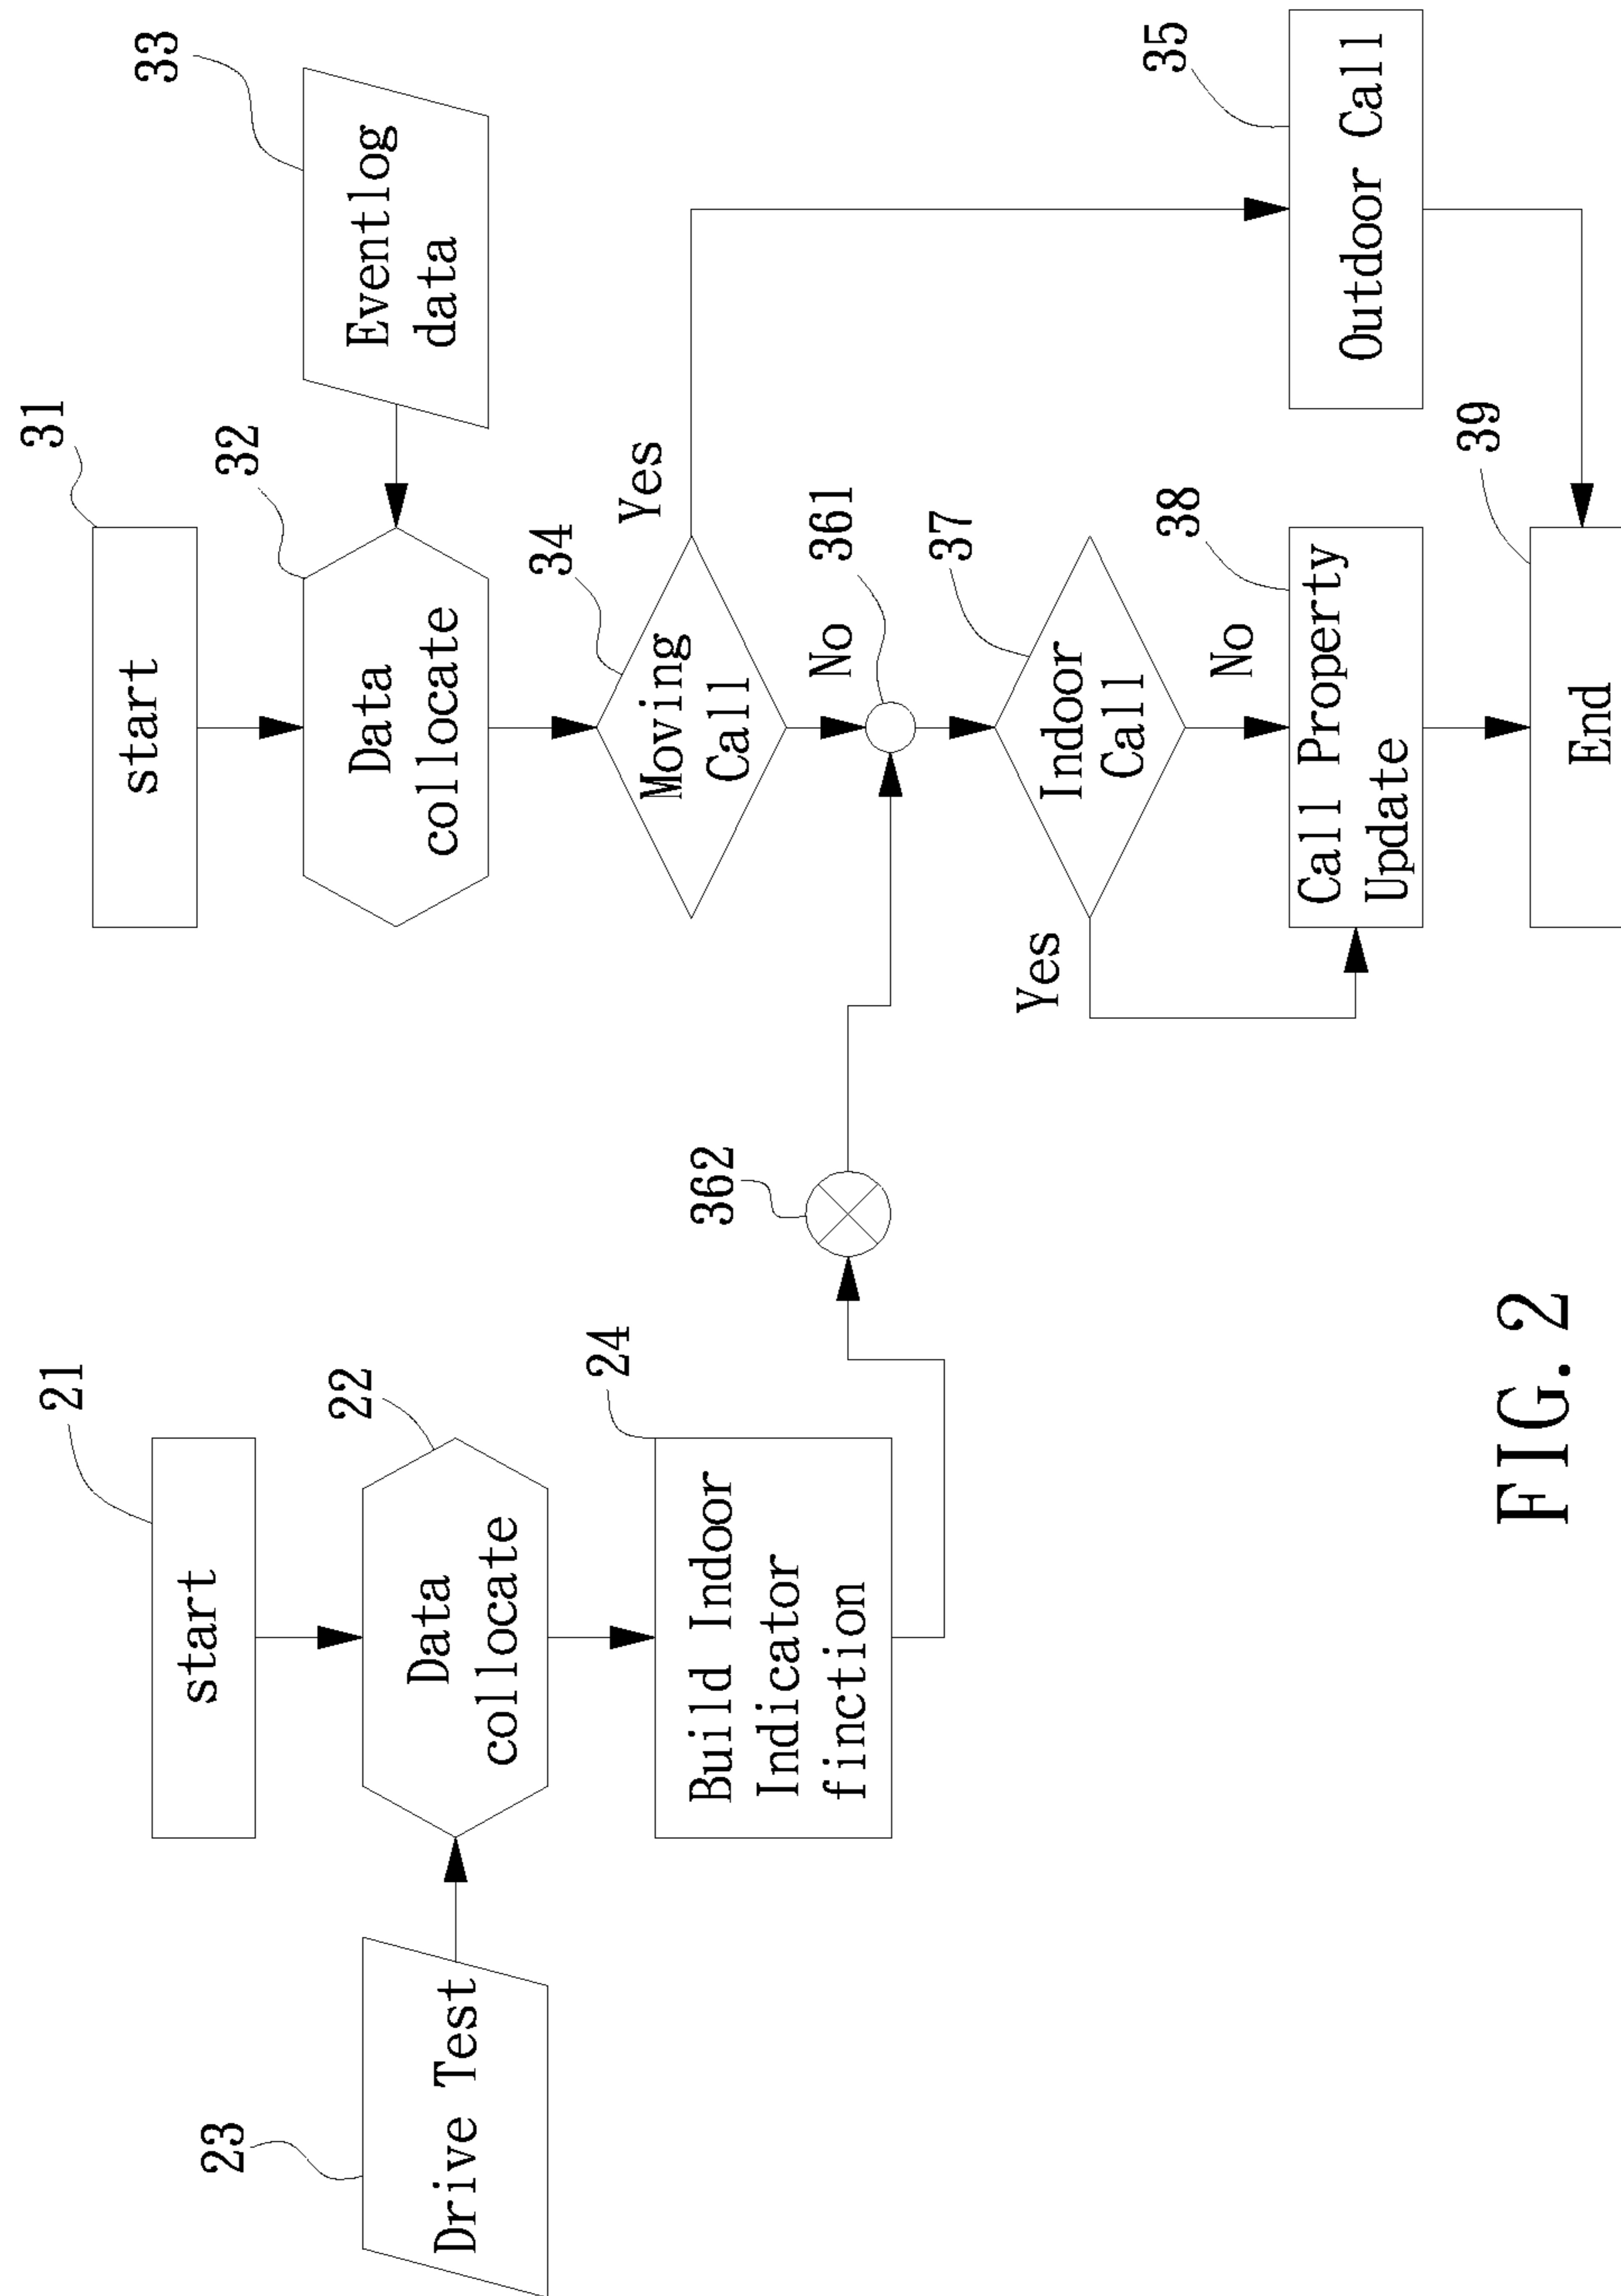 21
start
22
Data
collocate
23
Drive Test
24
Build Indoor
Indicator
finction
362
31
start
32
Data
collocate
33
Eventlog
data
34
Moving
Call
Yes
No
361
37
Indoor
Call
Yes
No
38
Call Property
Update
35
Outdoor Call
39
End
FIG. 2